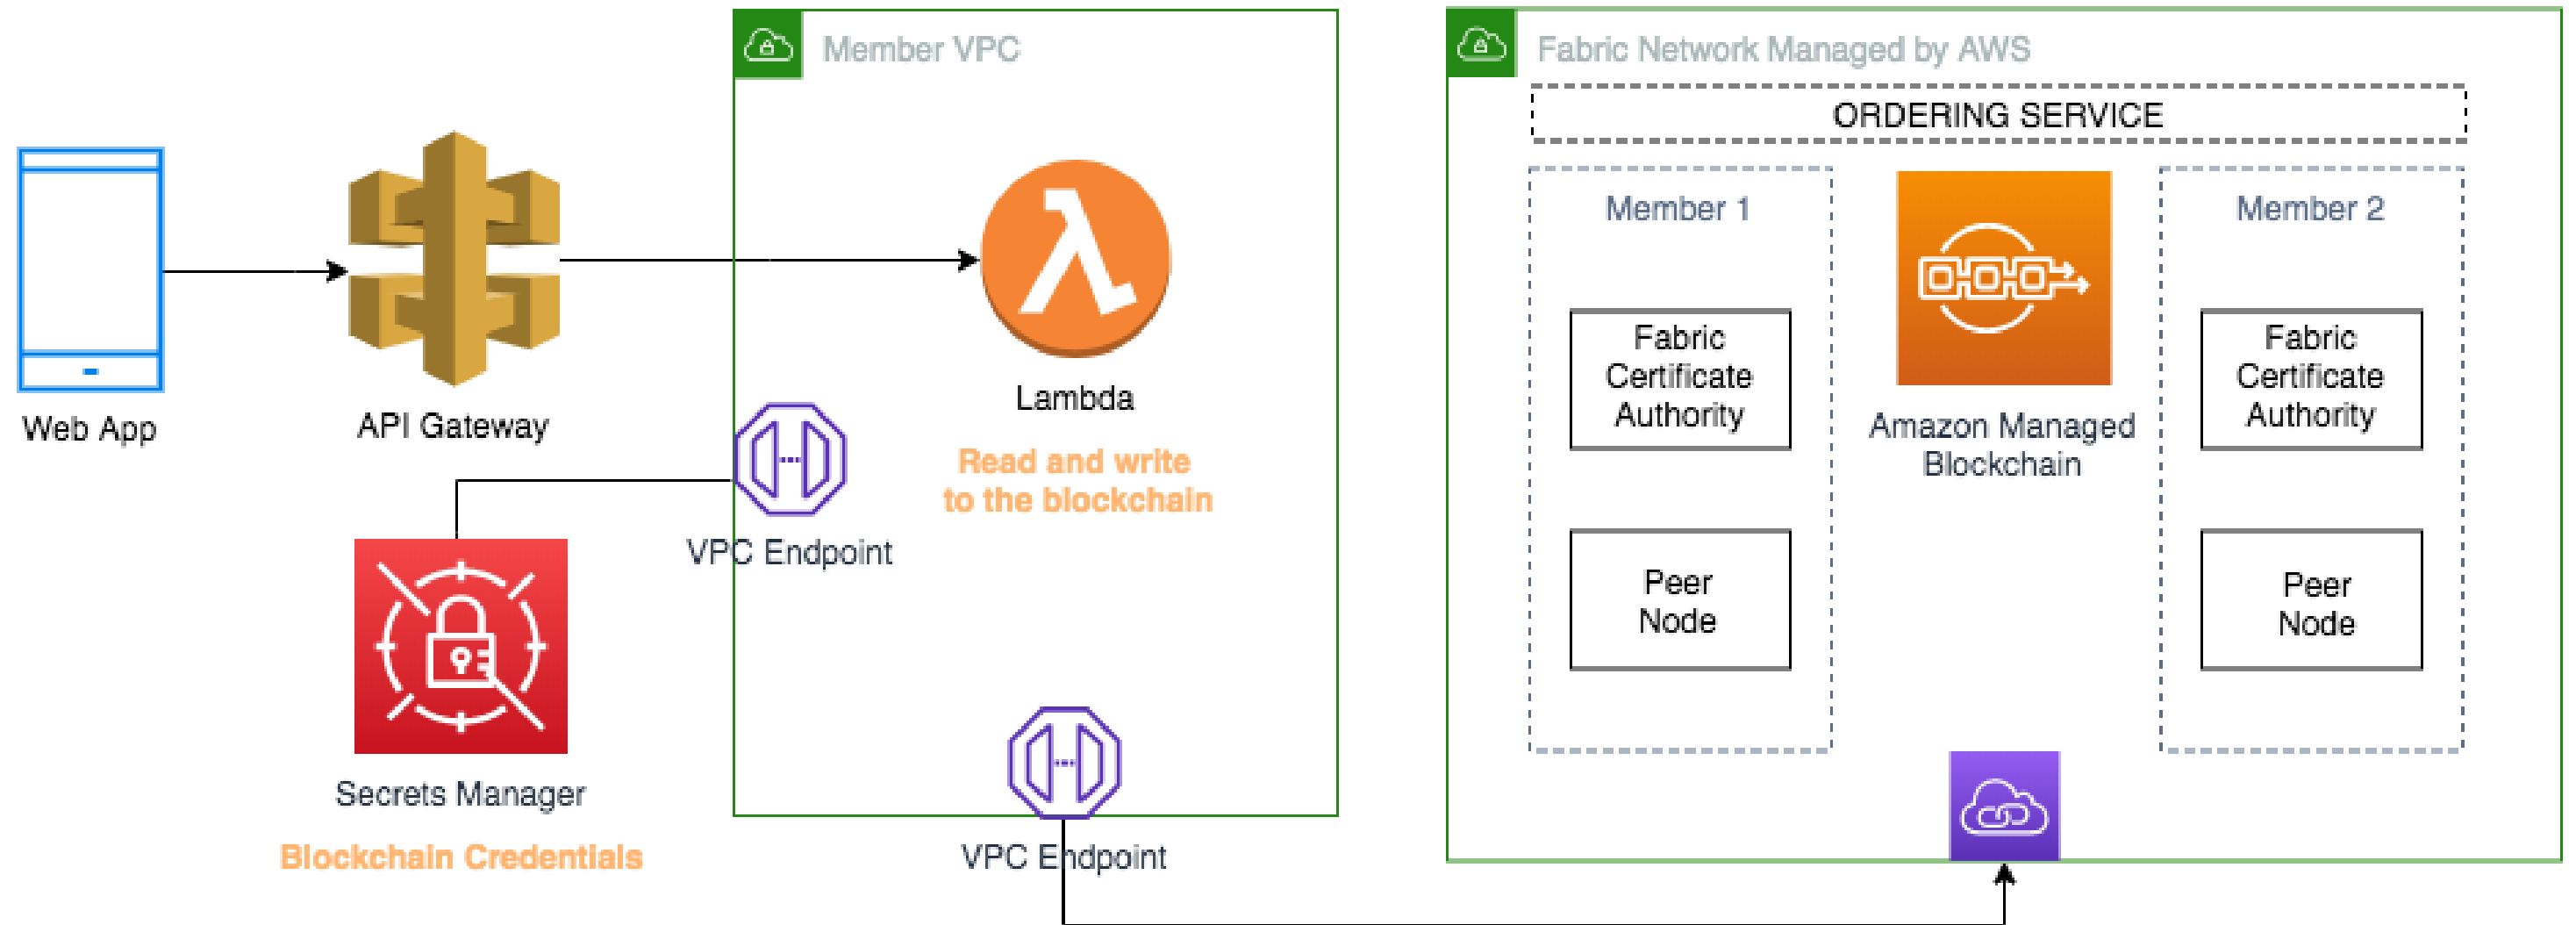 Member VPC
Fabric Network Managed by AWS
ORDERING SERVICE
Member 1
Member 2
Fabric
Certificate
Authority
Fabric
Certificate
Authority
Lambda
Web App
API Gateway
Amazon Managed
Blockchain
Read and write
to the blockchain
VPC Endpoint
Peer
Node
Peer
Node
Secrets Manager
Blockchain Credentials
VPC Endpoint